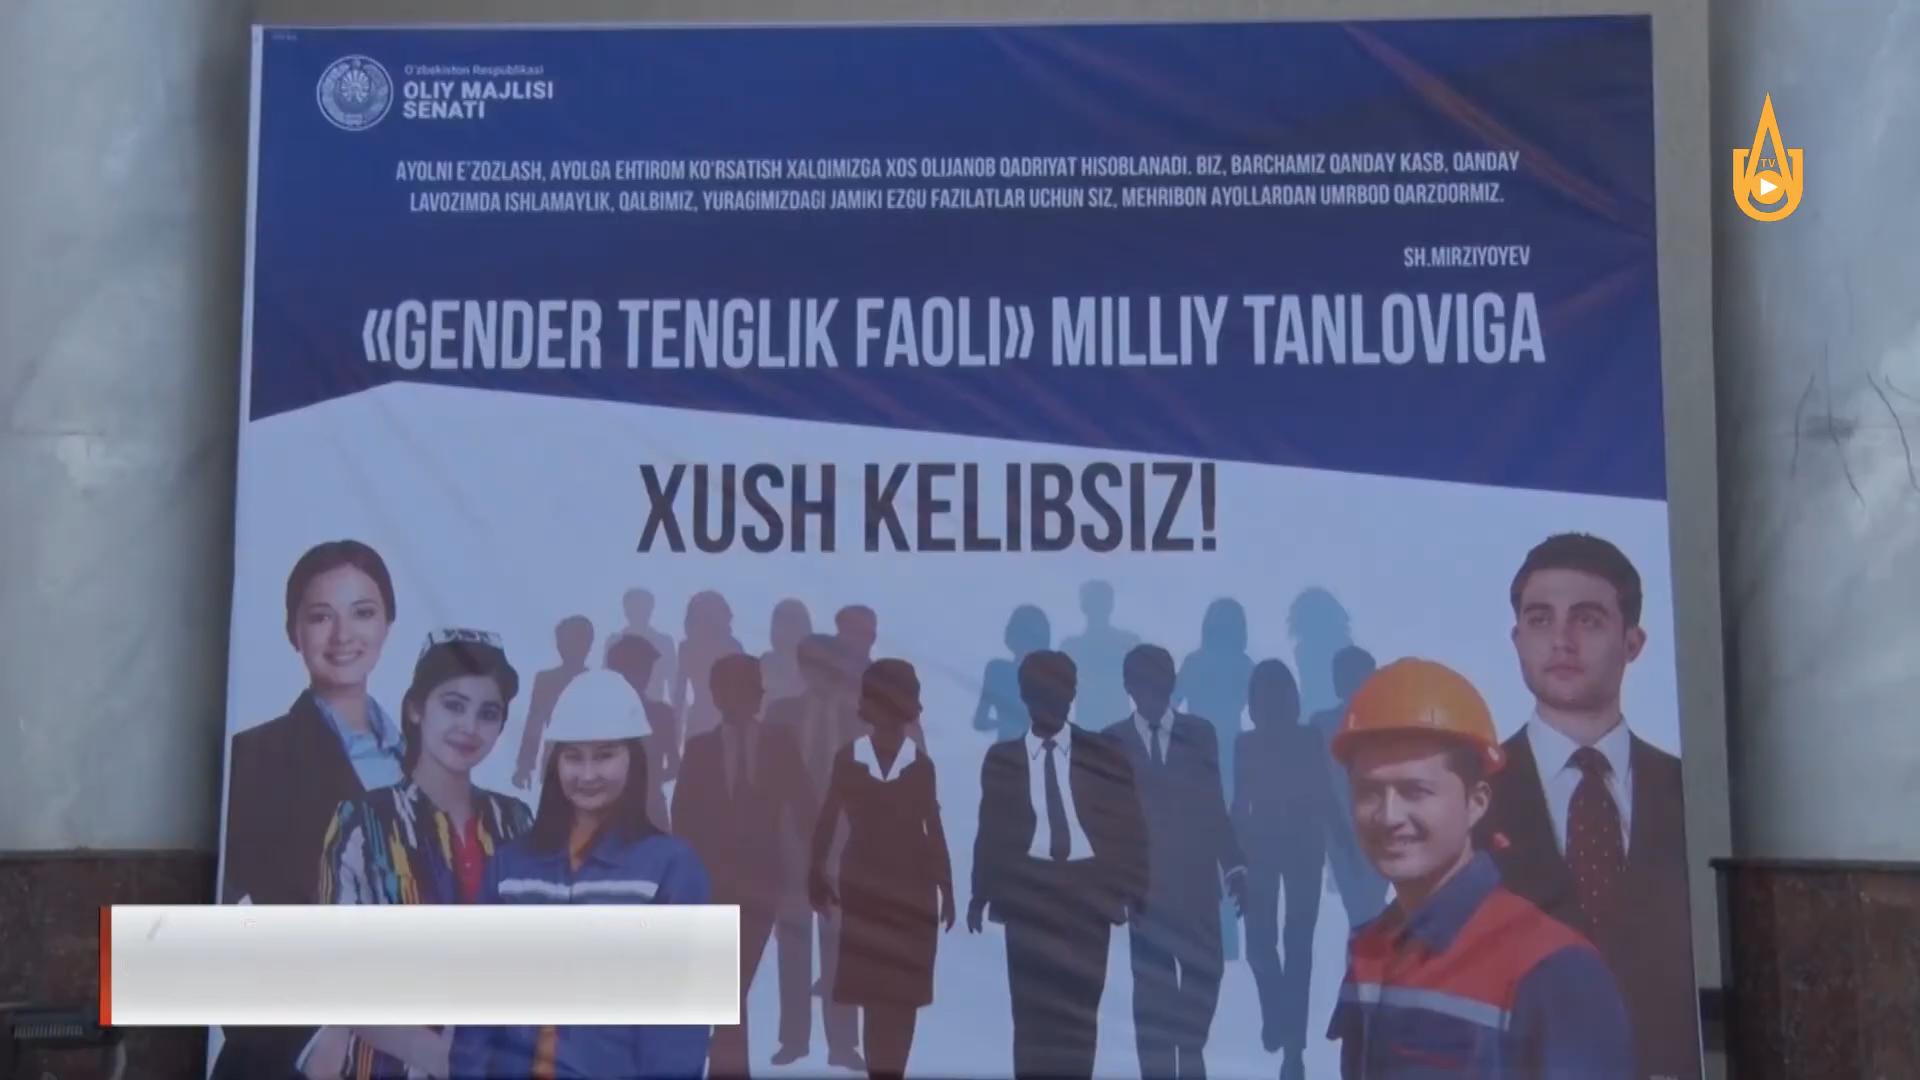 O'zbekiston Respublikasi
OLIY MAJLISI
SENATI
AYOLNI E'ZOZLASH, AYOLGA EHTIROM KO'RSATISH XALQIMIZGA XOS OLIJANOB QADRIYAT HISOBLANADI. BIZ, BARCHAMIZ QANDAY KASB, QANDAY
LAVOZIMDA ISHLAMAYLIK, QALBIMIZ, YURAGIMIZDAGI JAMIKI EZGU FAZILATLAR UCHUN SIZ, MEHRIBON AYOLLARDAN UMRBOD QARZDORMIZ.
SH.MIRZIYOYEV
«GENDER TENGLIK FAOLI» MILLIY TANLOVIGA
XUSH KELIBSIZ!
TV